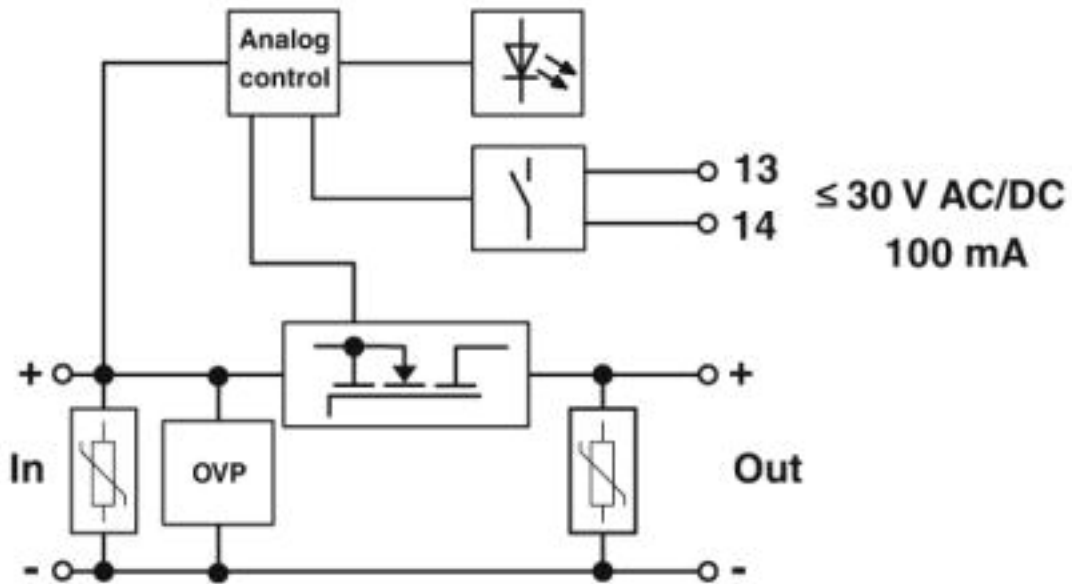 Analog
control
13
14
≤ 30 V AC/DC
100 mA
+
+
In
OVP
Out
-
-